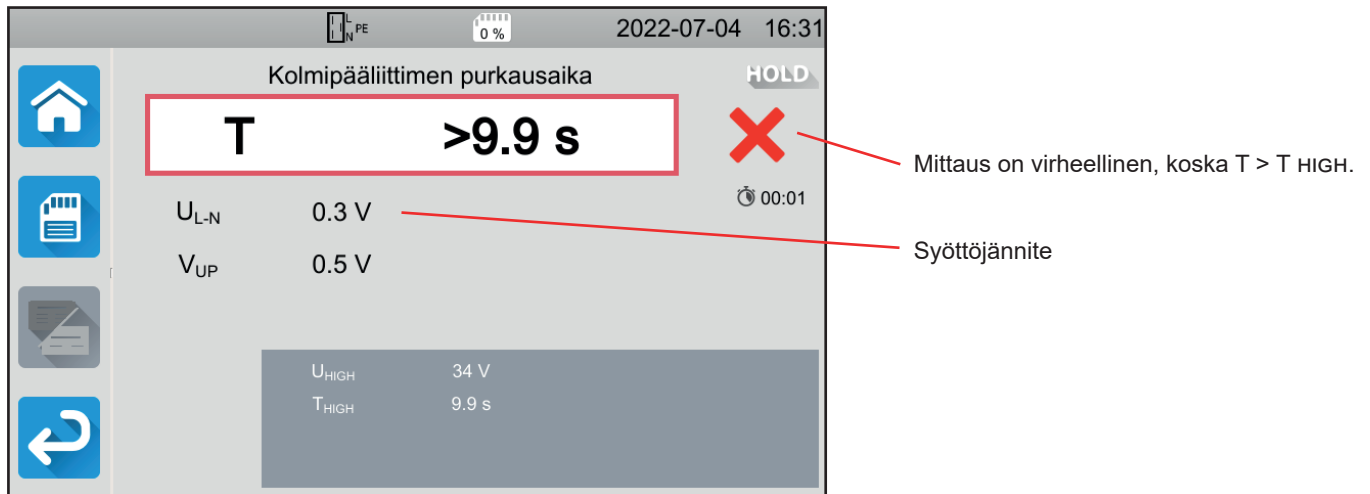 L
N PE
0 %
2022-07-04 16:31
Kolmipääliittimen purkausaika
HOLD
T >9.9 s
Mittaus on virheellinen, koska T > T HIGH.
00:01
UL-N 0.3 V
Syöttöjännite
VUP 0.5 V
UHIGH 34 V
THIGH 9.9 s